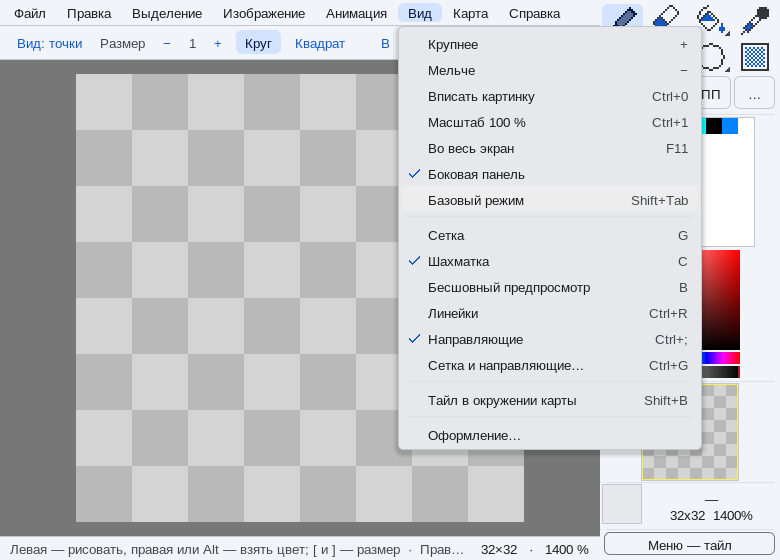 Файл Правка Выделение Изображение Анимация Вид Карта Справка
Вид: точки Размер − 1 + Круг Квадрат В
Крупнее +
Мельче −
Вписать картинку Ctrl+0
Масштаб 100 % Ctrl+1
Во весь экран F11
Боковая панель
Базовый режим Shift+Tab
Сетка G
Шахматка C
Бесшовный предпросмотр B
Линейки Ctrl+R
Направляющие Ctrl+;
Сетка и направляющие… Ctrl+G
Тайл в окружении карты Shift+B
Оформление…
ПП …
—
32x32 1400%
Меню — тайл
Левая — рисовать, правая или Alt — взять цвет; [ и ] — размер · Прав… 32×32 · 1400 %